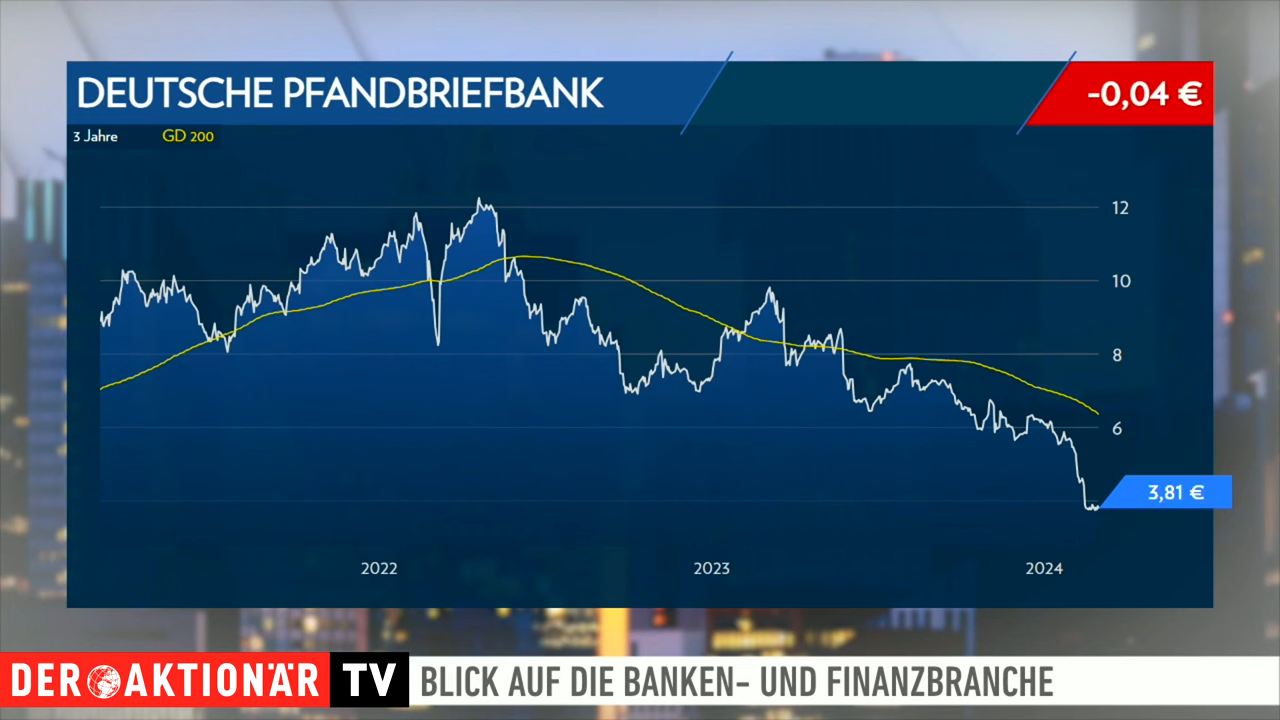 DEUTSCHE PFANDBRIEFBANK
-0,04 €
3 Jahre GD 200
12
10
8
6
3,81 €
2022 2023 2024
DER AKTIONÄR TV BLICK AUF DIE BANKEN- UND FINANZBRANCHE